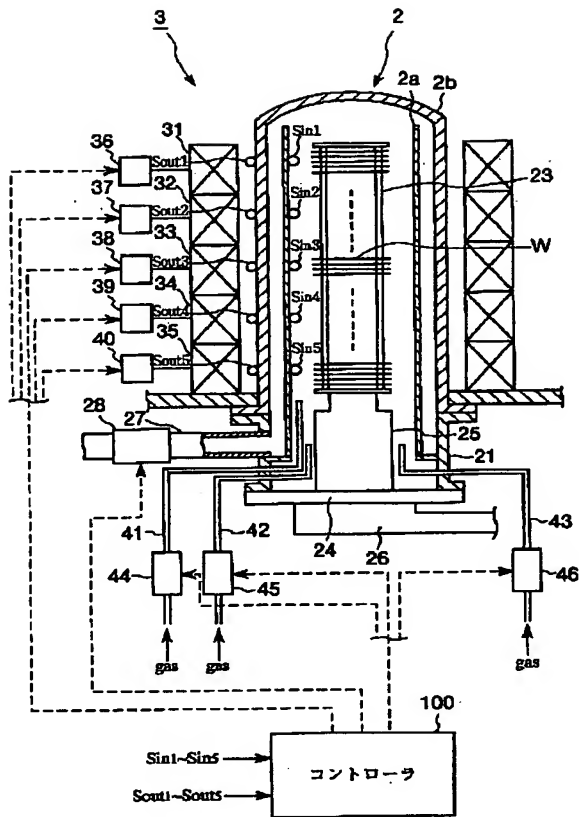 3
2
2b
2a
36
31
Sout1
Sin1
37
32
Sout2
Sin2
23
38
33
Sout3
Sin3
W
39
34
Sout4
Sin4
40
35
Sout5
Sin5
28
27
25
21
41
42
24
26
43
44
45
46
gas
gas
gas
100
Sin1~Sin5
コントローラ
Sout1~Sout5